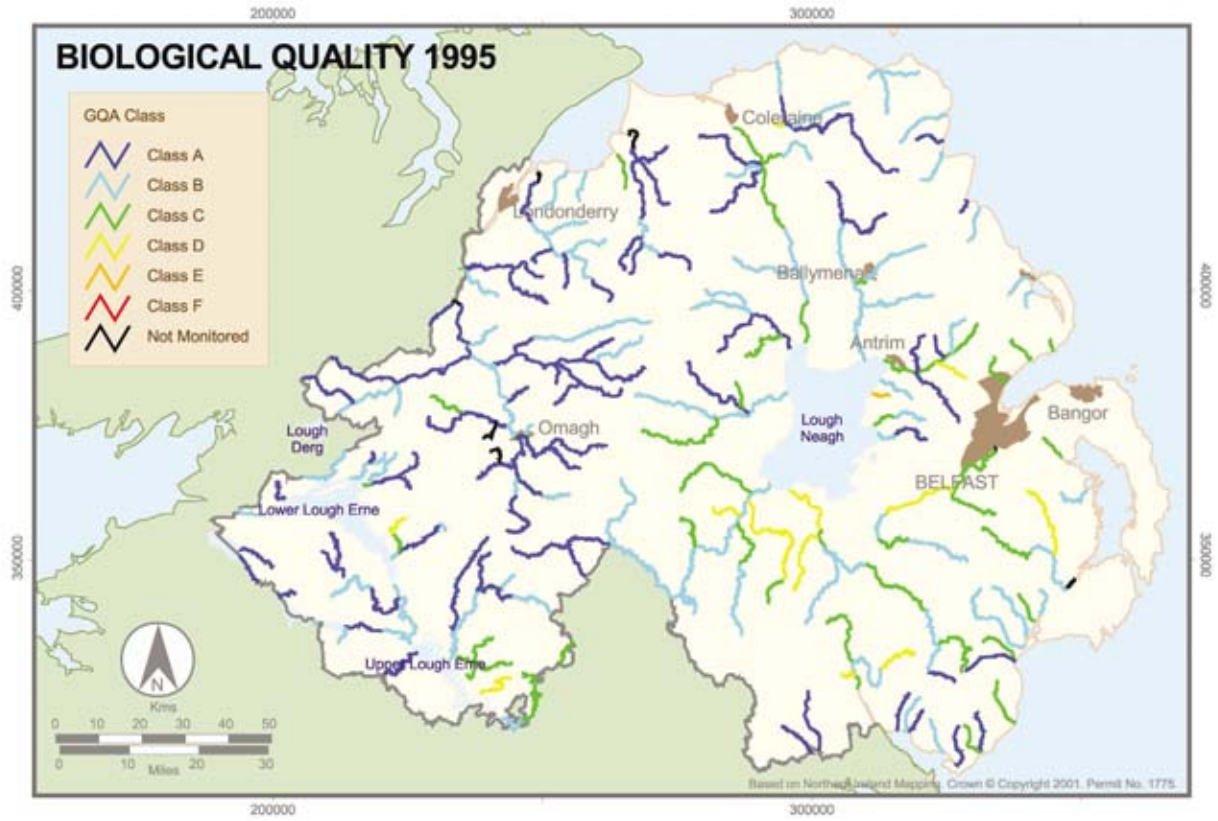 200000
300000
BIOLOGICAL QUALITY 1995
GQA Class
Class A
Class B
Class C
Class D
Class E
Class F
Not Monitored
Coleraine
Londonderry
400000
400000
Ballymena
Antrim
Lough
Derg
Omagh
Lough
Neagh
Bangor
BELFAST
Lower Lough Erne
350000
350000
Upper Lough Erne
N
Kms
0 10 20 30 40 50
0 10 20 30
Miles
Based on Northern Ireland Mapping. Crown © Copyright 2001. Permit No. 1775.
200000
300000